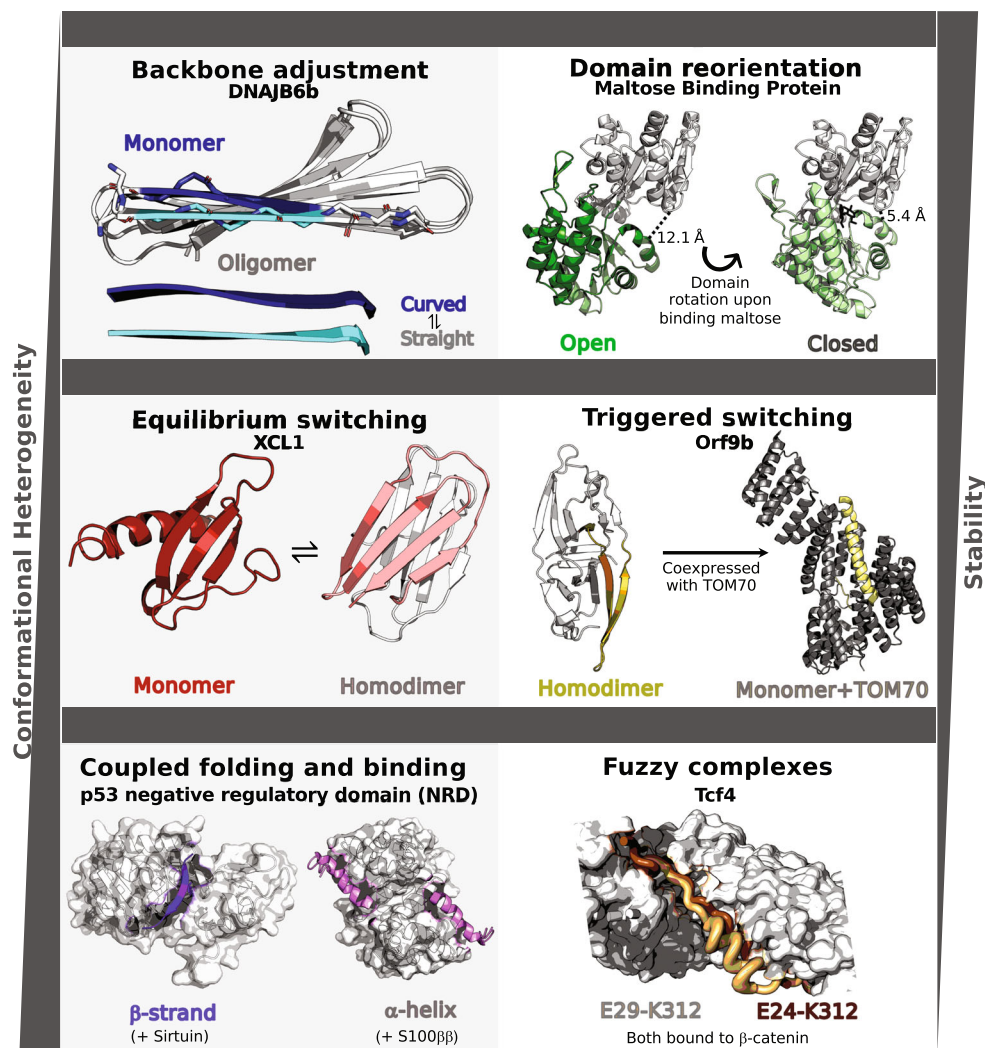 Conformational Heterogeneity
Stability
Backbone adjustment
DNAJB6b
Monomer
Oligomer
Curved
⇌
Straight
Domain reorientation
Maltose Binding Protein
12.1 Å
5.4 Å
Domain
rotation upon
binding maltose
Open
Closed
Equilibrium switching
XCL1
⇌
Monomer
Homodimer
Triggered switching
Orf9b
Coexpressed
with TOM70
Homodimer
Monomer+TOM70
Coupled folding and binding
p53 negative regulatory domain (NRD)
β-strand
(+ Sirtuin)
α-helix
(+ S100ββ)
Fuzzy complexes
Tcf4
E29-K312
E24-K312
Both bound to β-catenin